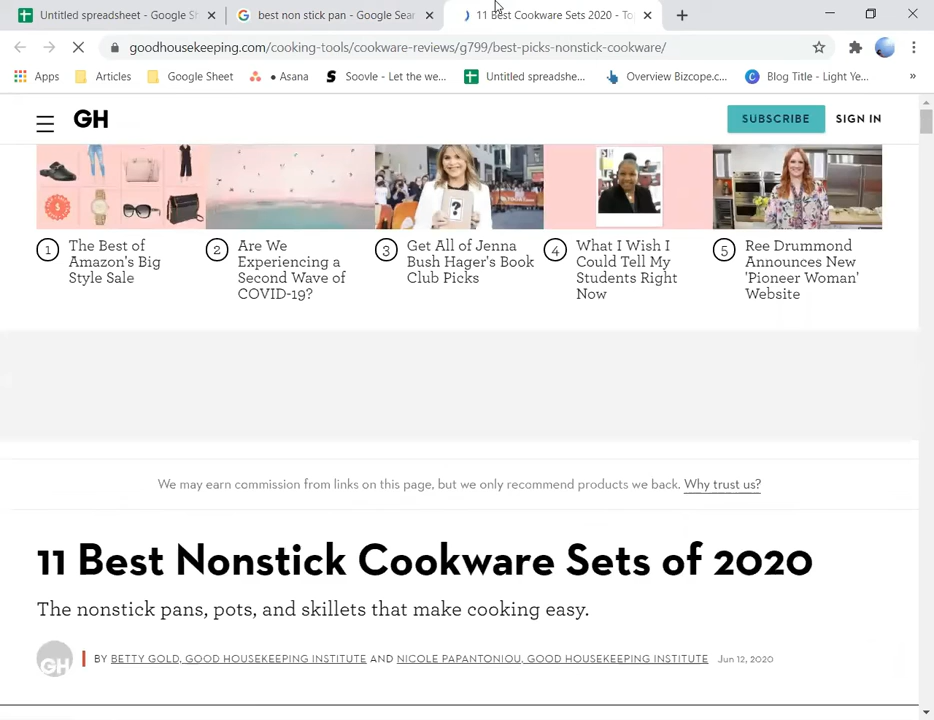 Untitled spreadsheet - Google Sh
best non stick pan - Google Sear
11 Best Cookware Sets 2020 - To
goodhousekeeping.com/cooking-tools/cookware-reviews/g799/best-picks-nonstick-cookware/
Apps Articles Google Sheet • Asana Soovle - Let the we... Untitled spreadshe... Overview Bizcope.c... Blog Title - Light Ye... »
GH SUBSCRIBE SIGN IN
1 The Best of Amazon's Big Style Sale
2 Are We Experiencing a Second Wave of COVID-19?
3 Get All of Jenna Bush Hager's Book Club Picks
4 What I Wish I Could Tell My Students Right Now
5 Ree Drummond Announces New 'Pioneer Woman' Website
We may earn commission from links on this page, but we only recommend products we back. Why trust us?
11 Best Nonstick Cookware Sets of 2020
The nonstick pans, pots, and skillets that make cooking easy.
GH BY BETTY GOLD, GOOD HOUSEKEEPING INSTITUTE AND NICOLE PAPANTONIOU, GOOD HOUSEKEEPING INSTITUTE Jun 12, 2020